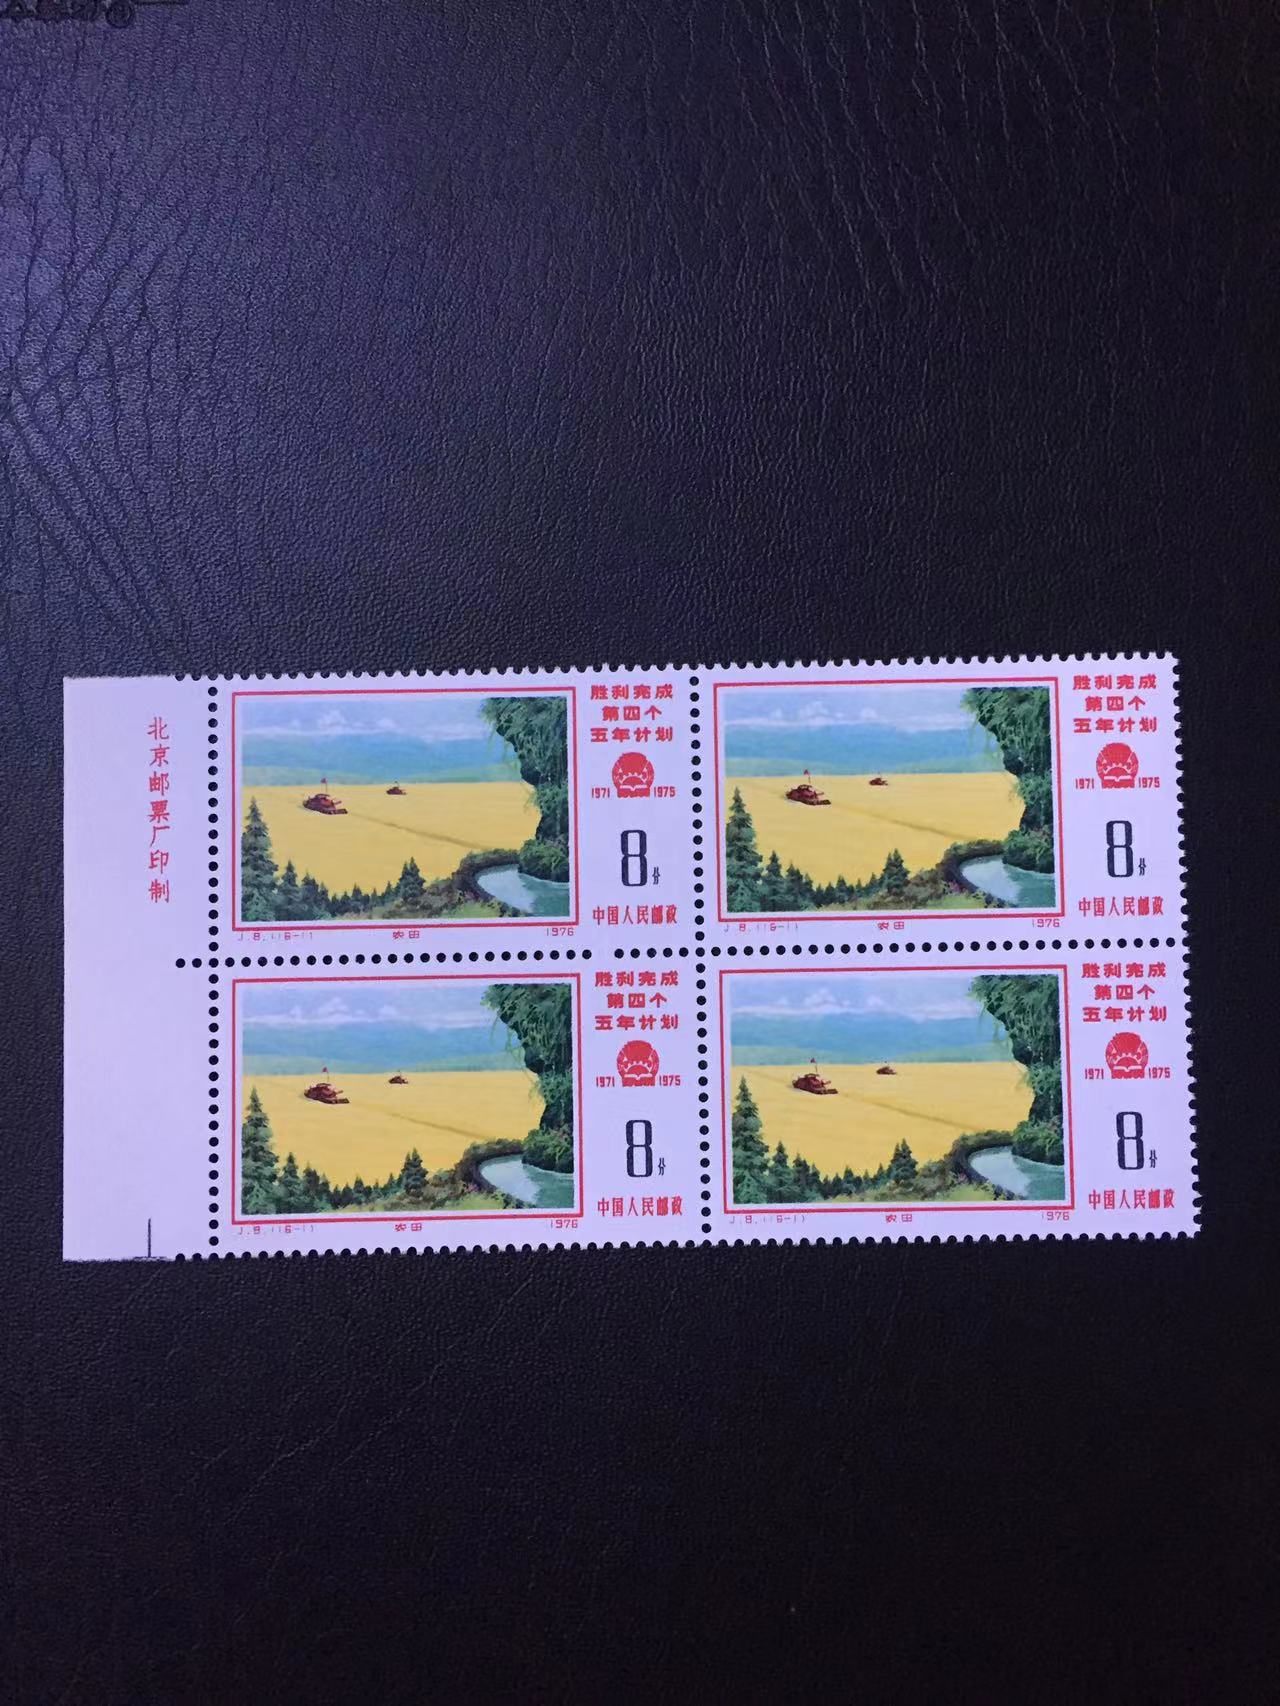 北京邮票厂印制
胜利完成
第四个
五年计划
1971 1975
8分
中国人民邮政
J.8.(16-1) 农田 1976
胜利完成
第四个
五年计划
1971 1975
8分
中国人民邮政
J.8.(16-1) 农田 1976
胜利完成
第四个
五年计划
1971 1975
8分
中国人民邮政
J.8.(16-1) 农田 1976
胜利完成
第四个
五年计划
1971 1975
8分
中国人民邮政
J.8.(16-1) 农田 1976